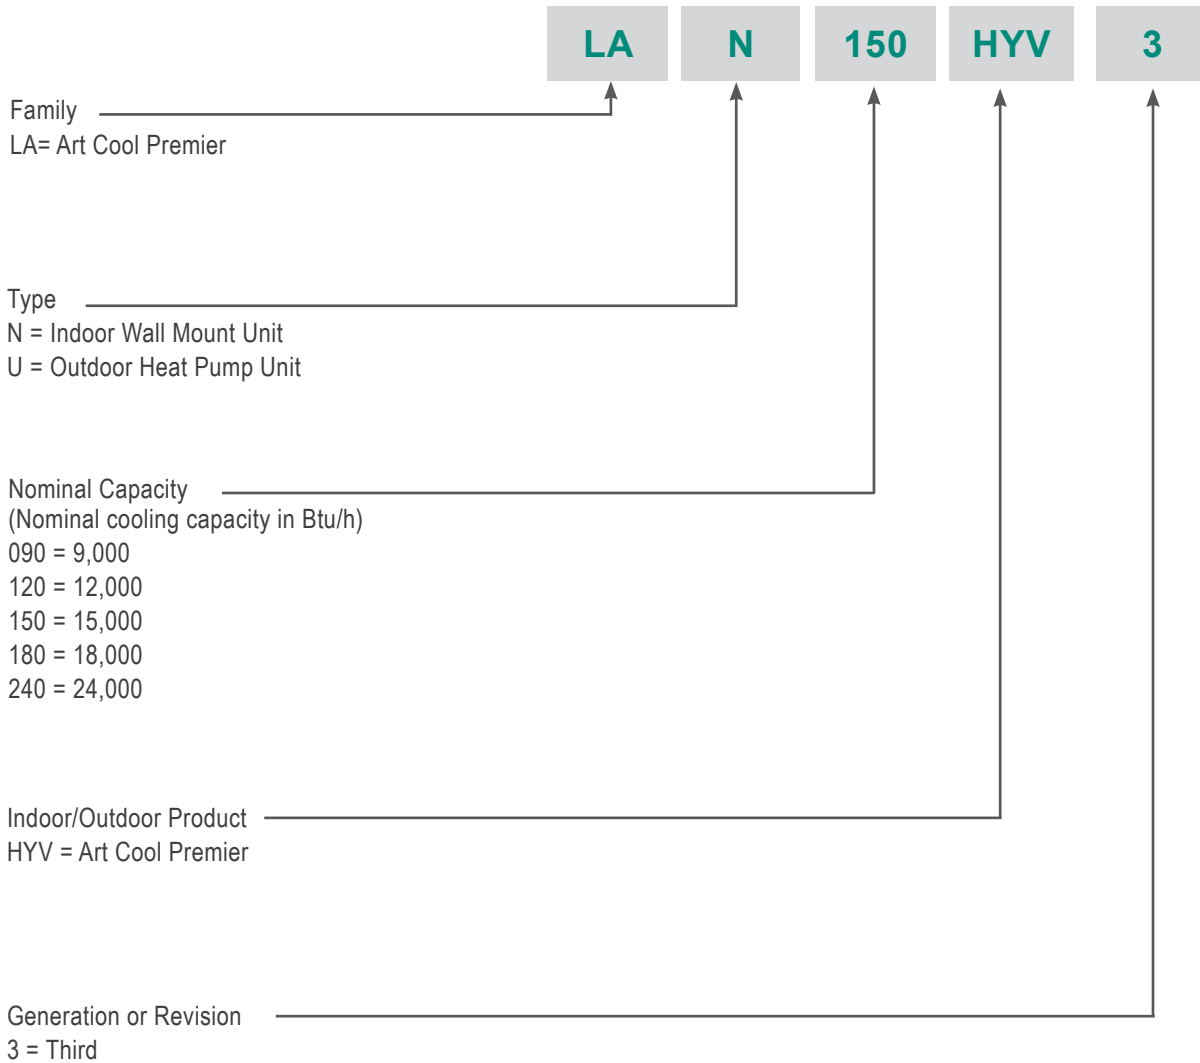 LA N 150 HYV 3
Family
LA= Art Cool Premier
Type
N = Indoor Wall Mount Unit
U = Outdoor Heat Pump Unit
Nominal Capacity
(Nominal cooling capacity in Btu/h)
090 = 9,000
120 = 12,000
150 = 15,000
180 = 18,000
240 = 24,000
Indoor/Outdoor Product
HYV = Art Cool Premier
Generation or Revision
3 = Third